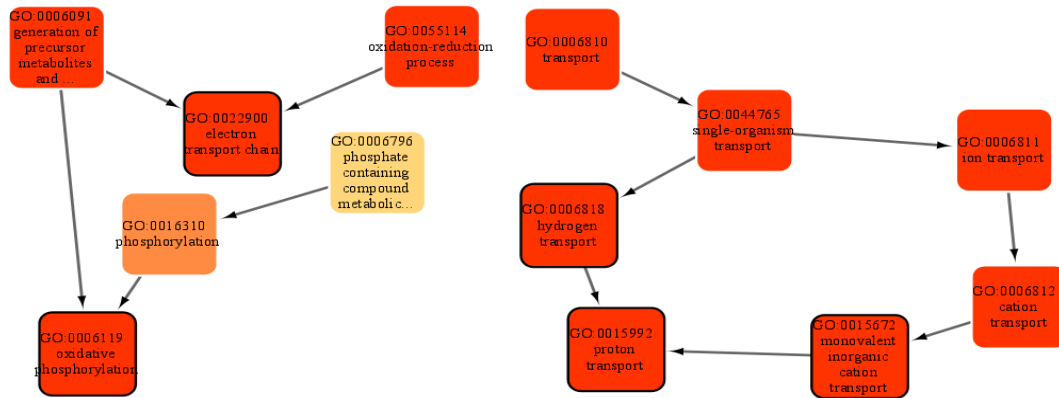 GO:0006091
generation of
precursor
metabolites
and ...
GO:0055114
oxidation-reduction
process
GO:0022900
electron
transport chain
GO:0006796
phosphate
containing
compound
metabolic...
GO:0016310
phosphorylation
GO:0006119
oxidative
phosphorylation
GO:0006810
transport
GO:0044765
single-organism
transport
GO:0006811
ion transport
GO:0006818
hydrogen
transport
GO:0006812
cation
transport
GO:0015992
proton
transport
GO:0015672
monovalent
inorganic
cation
transport